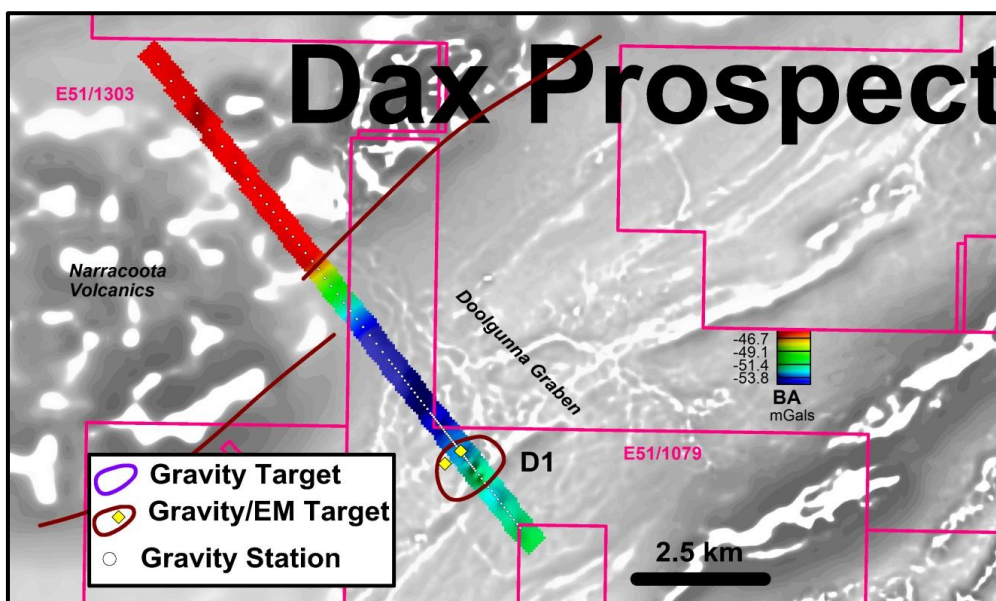 Dax Prospect
E51/1303
Narracoota
Volcanics
Doolgunna Graben
-46.7
-49.1
-51.4
-53.8
BA
mGals
E51/1079
D1
Gravity Target
Gravity/EM Target
Gravity Station
2.5 km